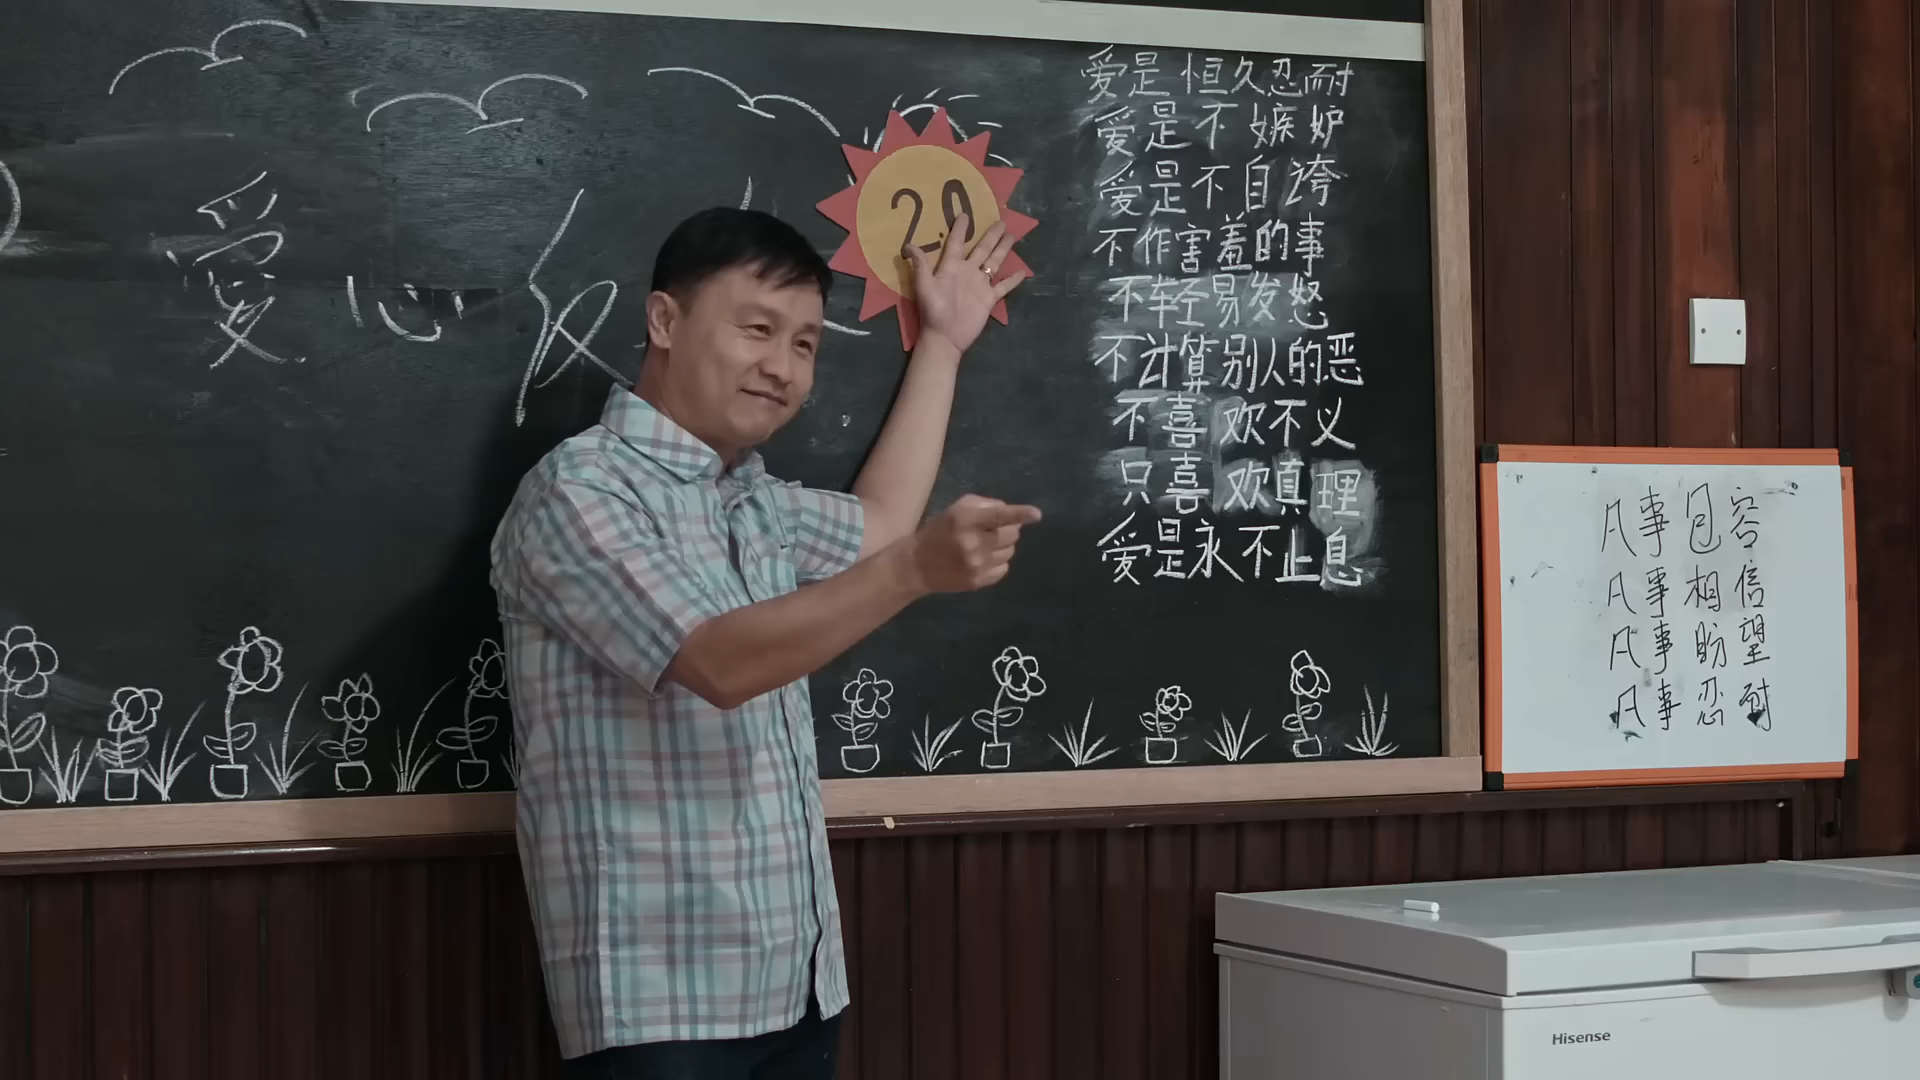 爱心反
2.0
爱是恒久忍耐
爱是不嫉妒
爱是不自夸
不作害羞的事
不轻易发怒
不计算别人的恶
不喜欢不义
只喜欢真理
爱是永不止息
凡事包容
凡事相信
凡事盼望
凡事忍耐
Hisense